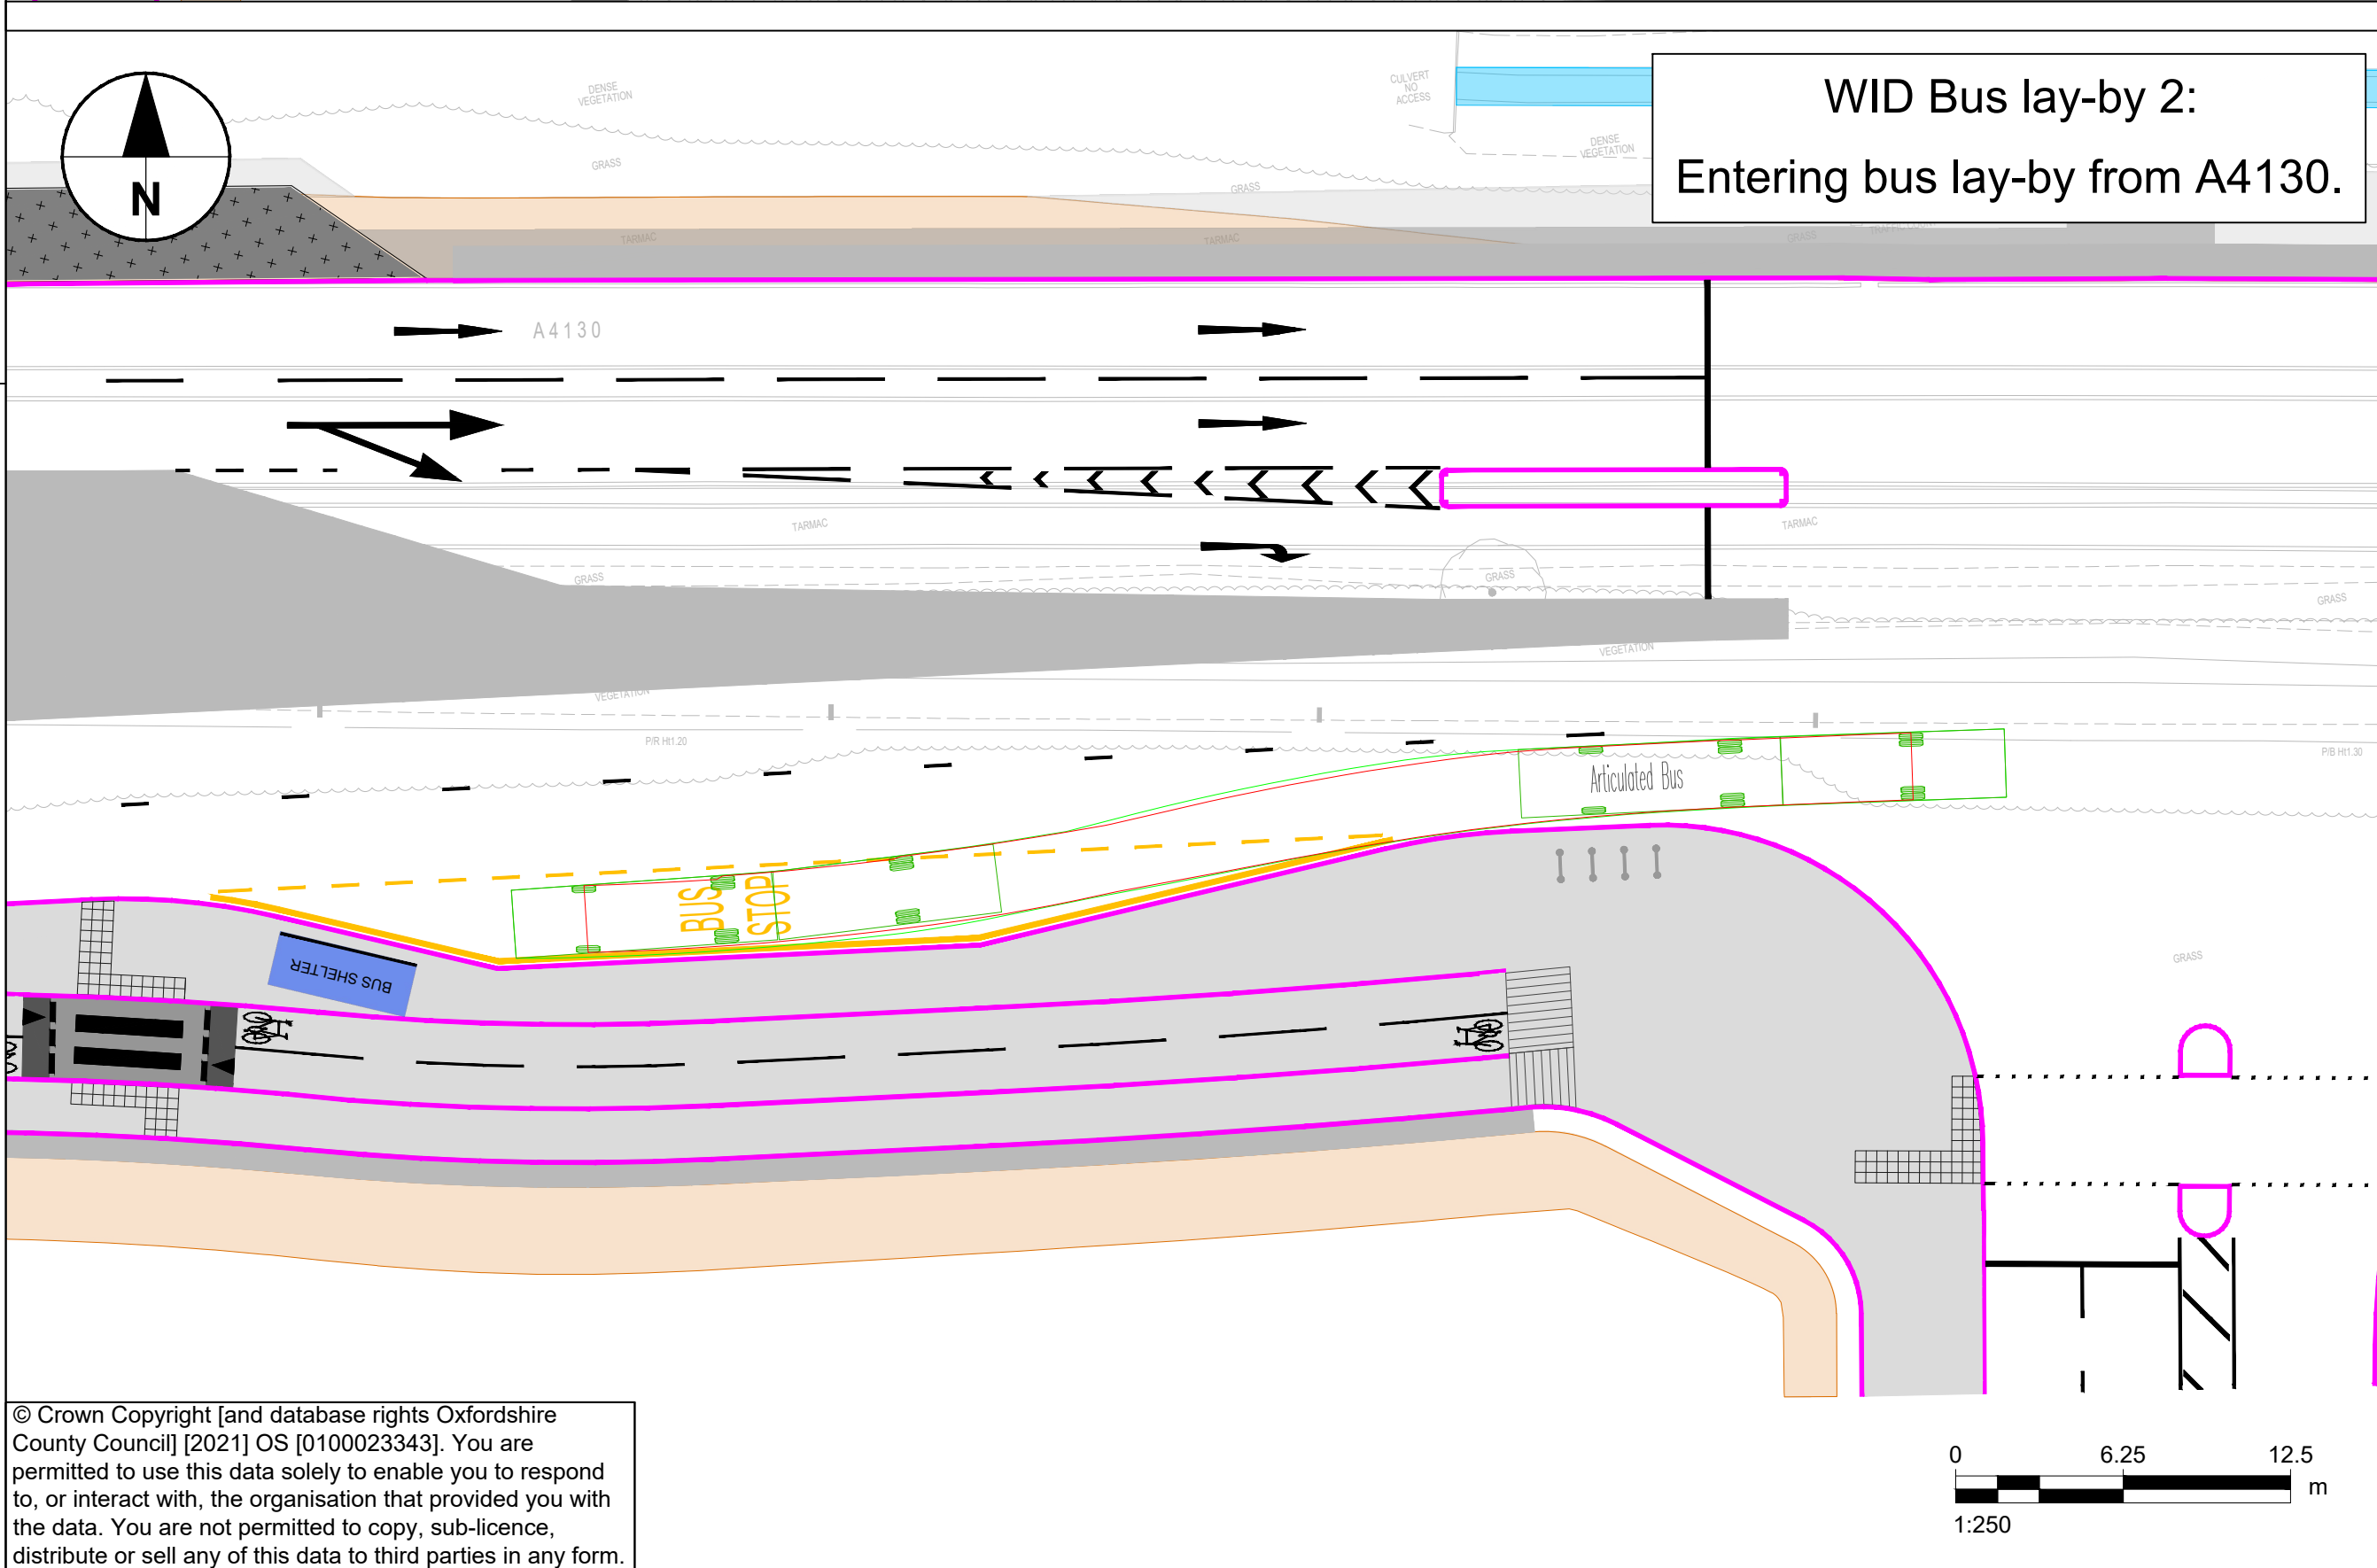 WID Bus lay-by 2:
Entering bus lay-by from A4130.
DENSE
VEGETATION
CULVERT
NO
ACCESS
DENSE
VEGETATION
GRASS
GRASS
N
TARMAC
TARMAC
GRASS
A4130
TARMAC
TARMAC
GRASS
GRASS
GRASS
VEGETATION
VEGETATION
P/R Ht1.20
P/B Ht1.30
Articulated Bus
BUS
STOP
BUS SHELTER
GRASS
© Crown Copyright [and database rights Oxfordshire
County Council] [2021] OS [0100023343]. You are
permitted to use this data solely to enable you to respond
to, or interact with, the organisation that provided you with
the data. You are not permitted to copy, sub-licence,
distribute or sell any of this data to third parties in any form.
0 6.25 12.5
m
1:250